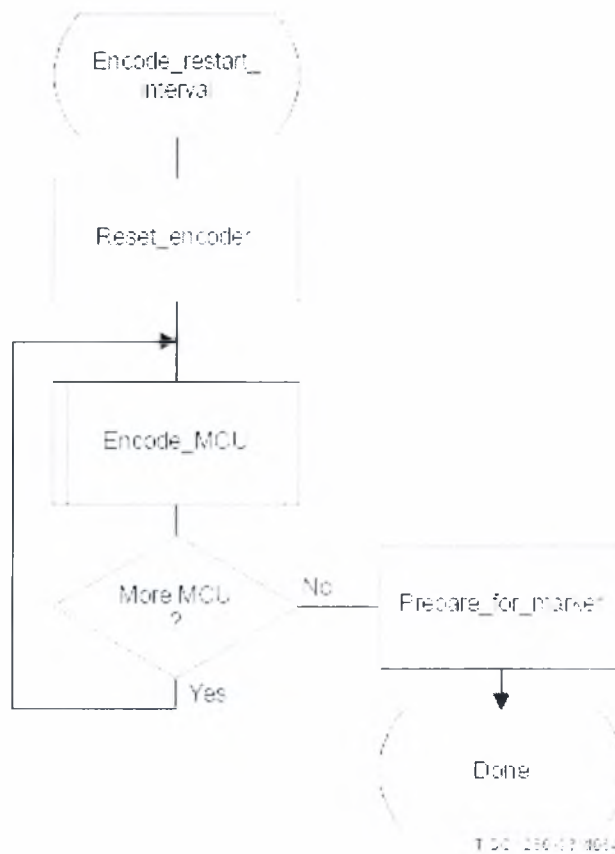 Encode_restart_
interval
Reset_encoder
Encode_MCU
More MCU
?
No
Prepare_for_marker
Yes
Done